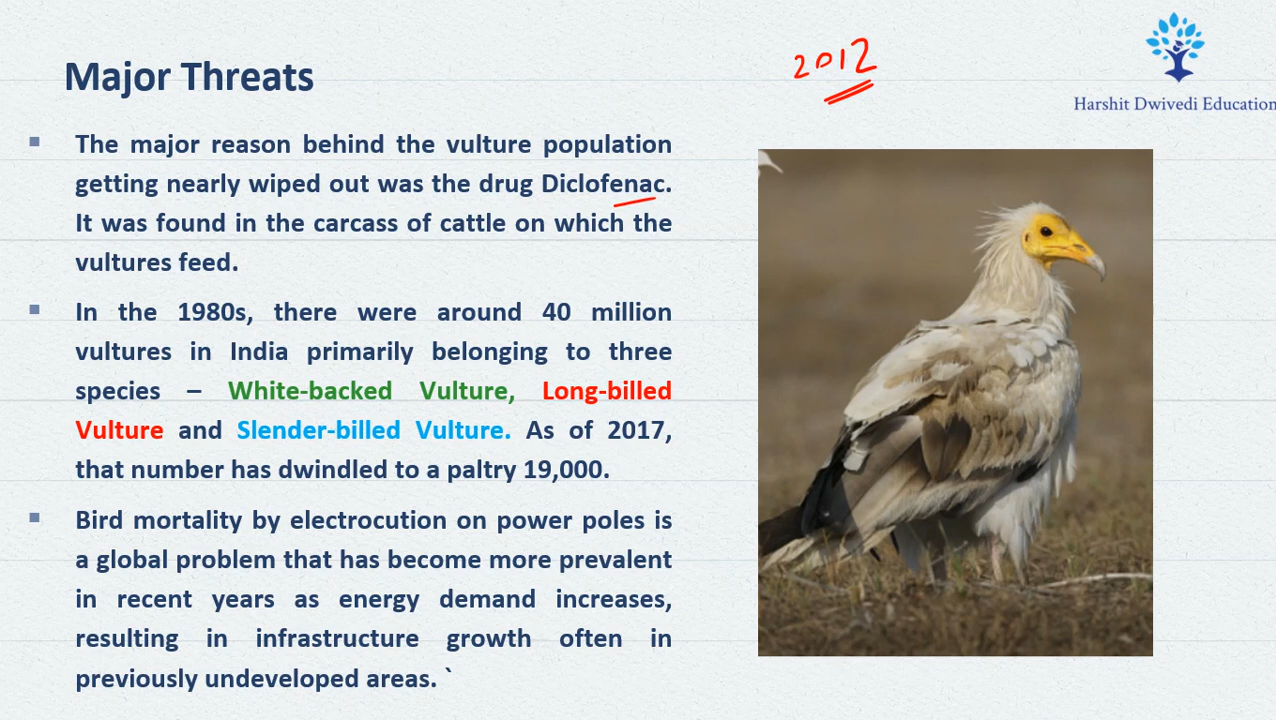 Major Threats
2012
Harshit Dwivedi Education
The major reason behind the vulture population
getting nearly wiped out was the drug Diclofenac.
It was found in the carcass of cattle on which the
vultures feed.
In the 1980s, there were around 40 million
vultures in India primarily belonging to three
species – White-backed Vulture, Long-billed
Vulture and Slender-billed Vulture. As of 2017,
that number has dwindled to a paltry 19,000.
Bird mortality by electrocution on power poles is
a global problem that has become more prevalent
in recent years as energy demand increases,
resulting in infrastructure growth often in
previously undeveloped areas. `